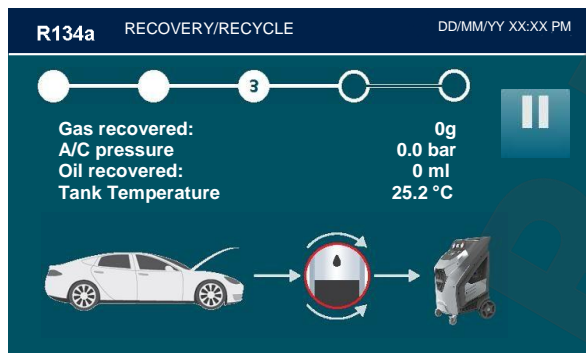 R134a RECOVERY/RECYCLE DD/MM/YY XX:XX PM
3
Gas recovered: 0g
A/C pressure 0.0 bar
Oil recovered: 0 ml
Tank Temperature 25.2 °C